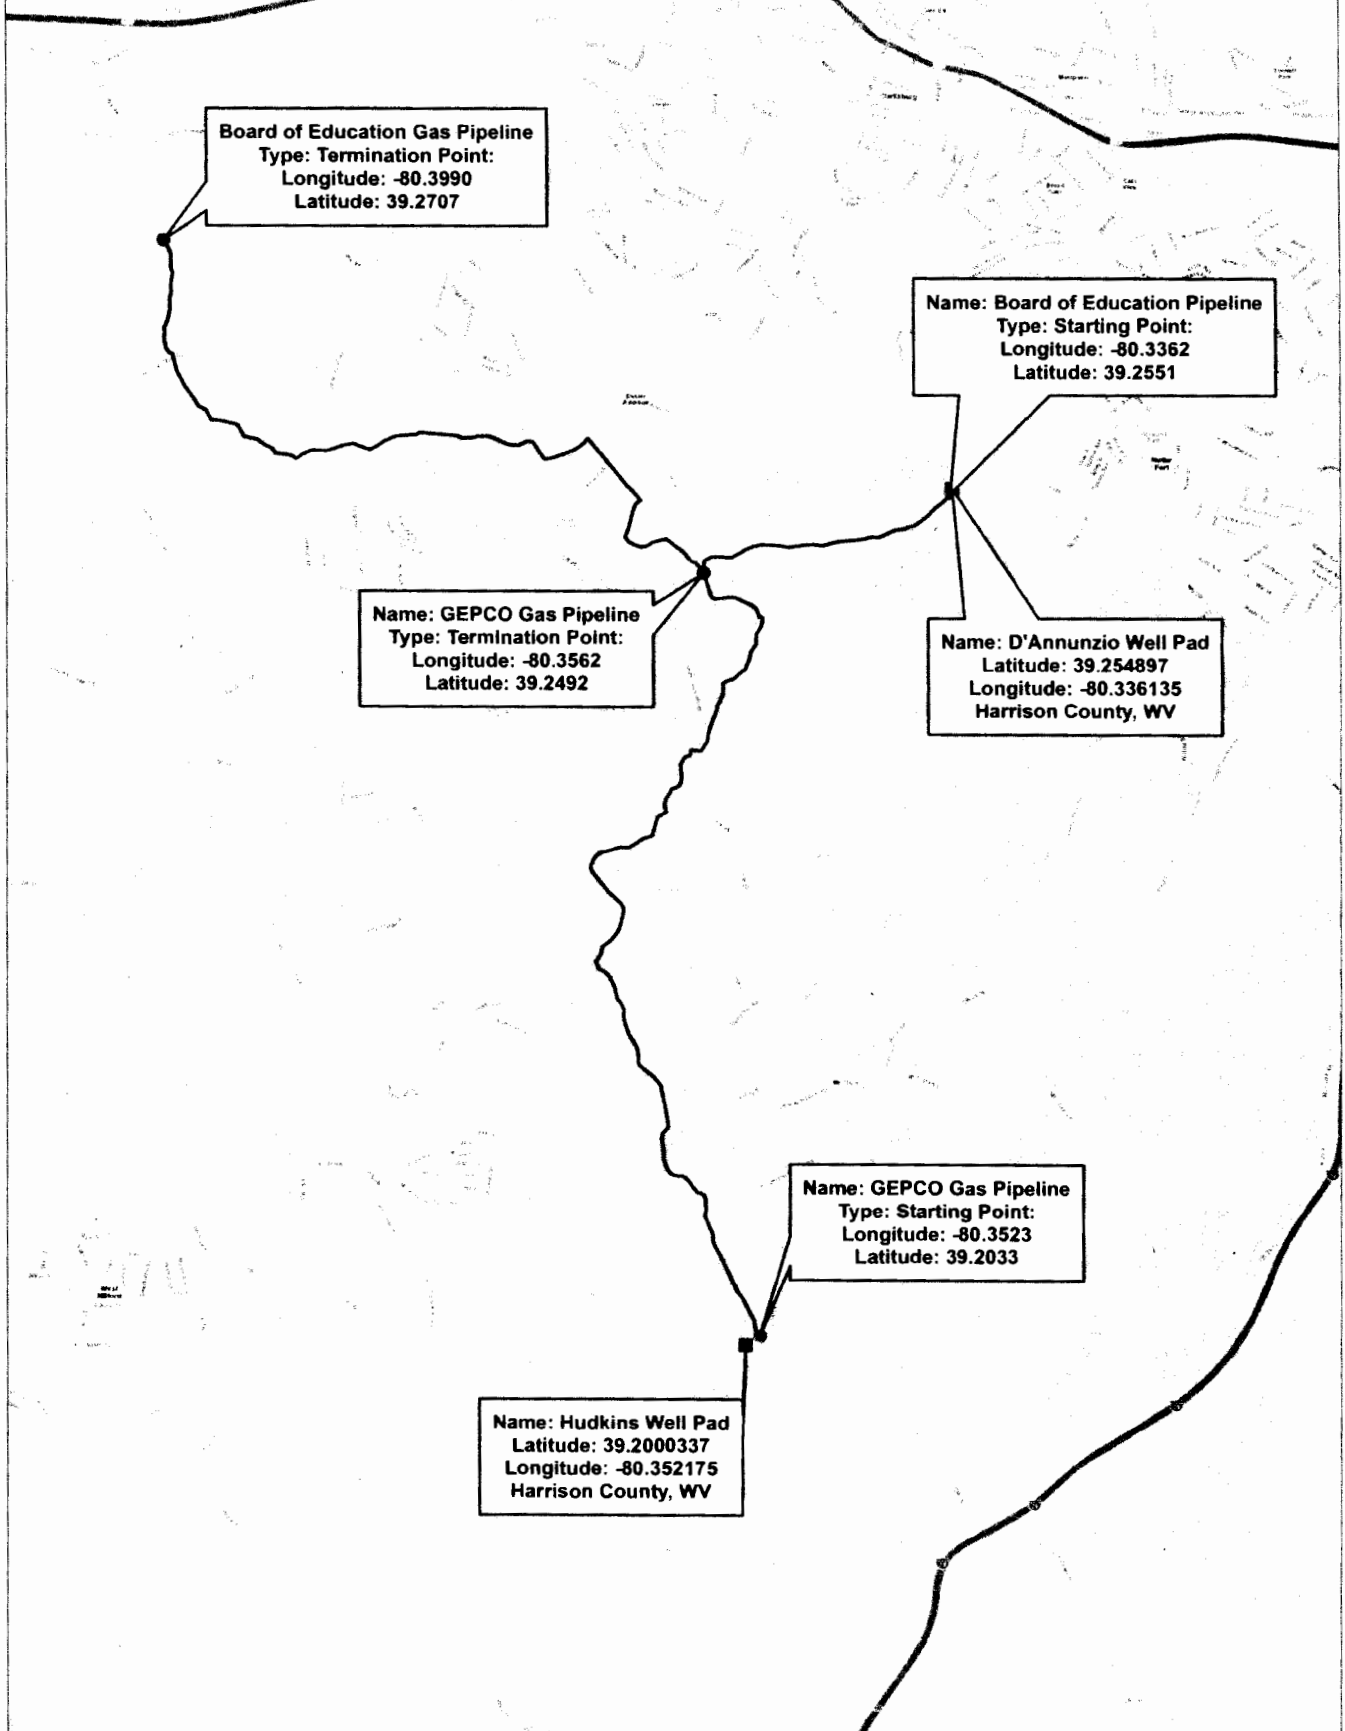 Board of Education Gas Pipeline
Type: Termination Point:
Longitude: -80.3990
Latitude: 39.2707
Name: Board of Education Pipeline
Type: Starting Point:
Longitude: -80.3362
Latitude: 39.2551
Name: GEPCO Gas Pipeline
Type: Termination Point:
Longitude: -80.3562
Latitude: 39.2492
Name: D'Annunzio Well Pad
Latitude: 39.254897
Longitude: -80.336135
Harrison County, WV
Name: GEPCO Gas Pipeline
Type: Starting Point:
Longitude: -80.3523
Latitude: 39.2033
West
Milford
Name: Hudkins Well Pad
Latitude: 39.2000337
Longitude: -80.352175
Harrison County, WV